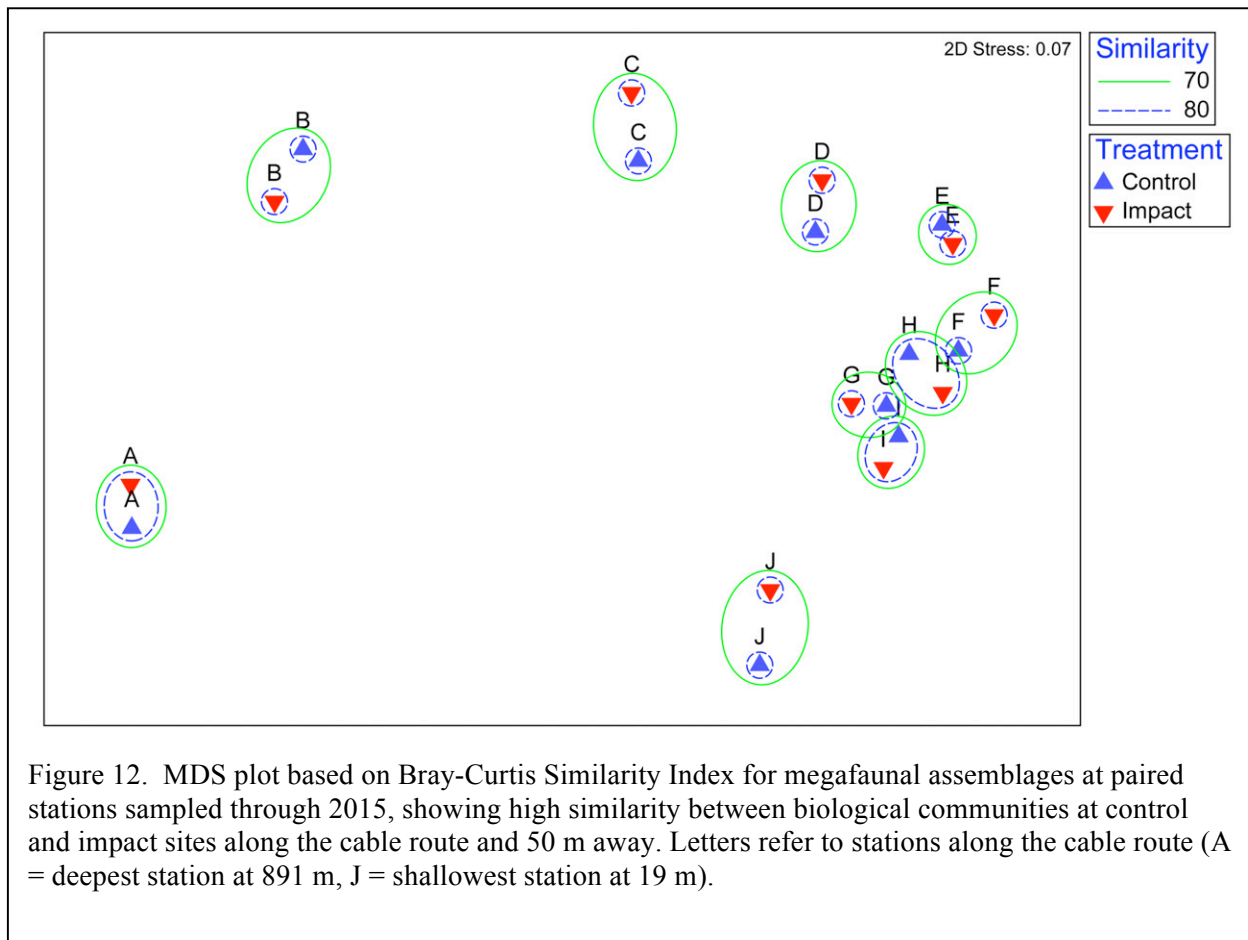 2D Stress: 0.07
Similarity
70
80
Treatment
Control
Impact
C
B
C
B
D
D
E
E
F
H
F
H
G
G
I
I
A
A
J
J
Figure 12.  MDS plot based on Bray-Curtis Similarity Index for megafaunal assemblages at paired
stations sampled through 2015, showing high similarity between biological communities at control
and impact sites along the cable route and 50 m away. Letters refer to stations along the cable route (A
= deepest station at 891 m, J = shallowest station at 19 m).